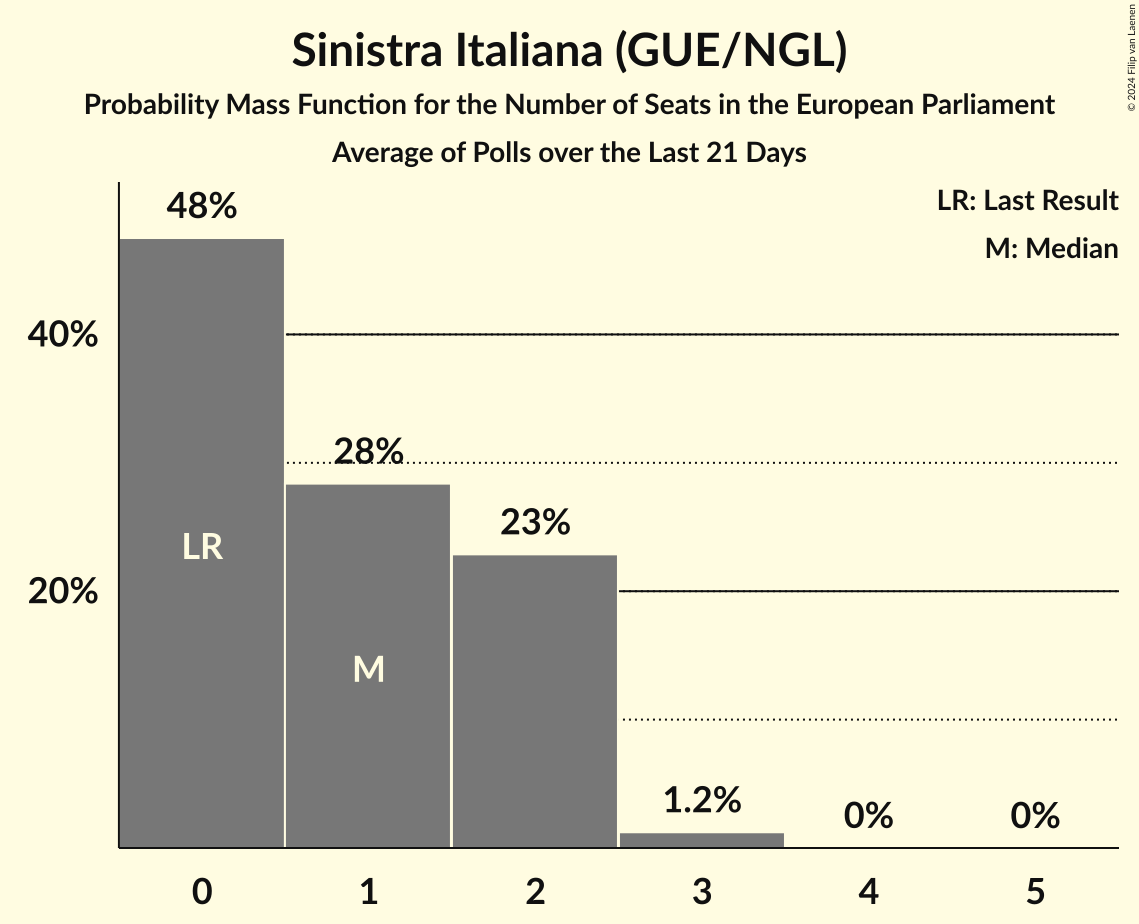 Sinistra Italiana (GUE/NGL)
Probability Mass Function for the Number of Seats in the European Parliament
Average of Polls over the Last 21 Days
© 2024 Filip van Laenen
LR: Last Result
M: Median
48%
40%
28%
23%
LR
20%
M
1.2%
0%
0%
0 1 2 3 4 5